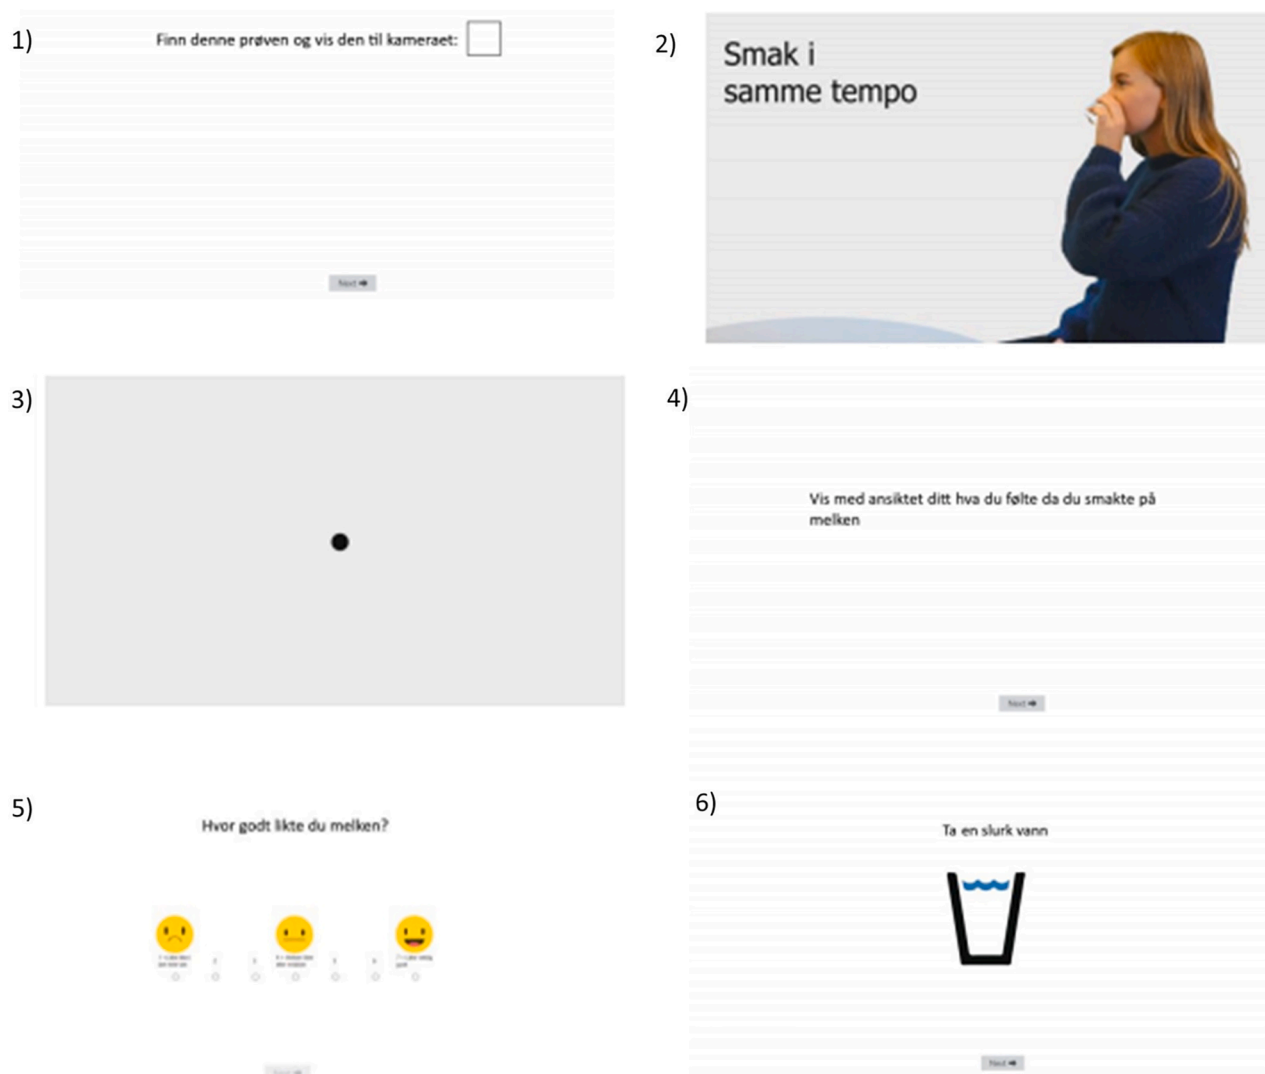 1)
Finn denne prøven og vis den til kameraet:
Next
2)
Smak i
samme tempo
3)
4)
Vis med ansiktet ditt hva du følte da du smakte på
melken
Next
5)
Hvor godt likte du melken?
6)
Ta en slurk vann
Next